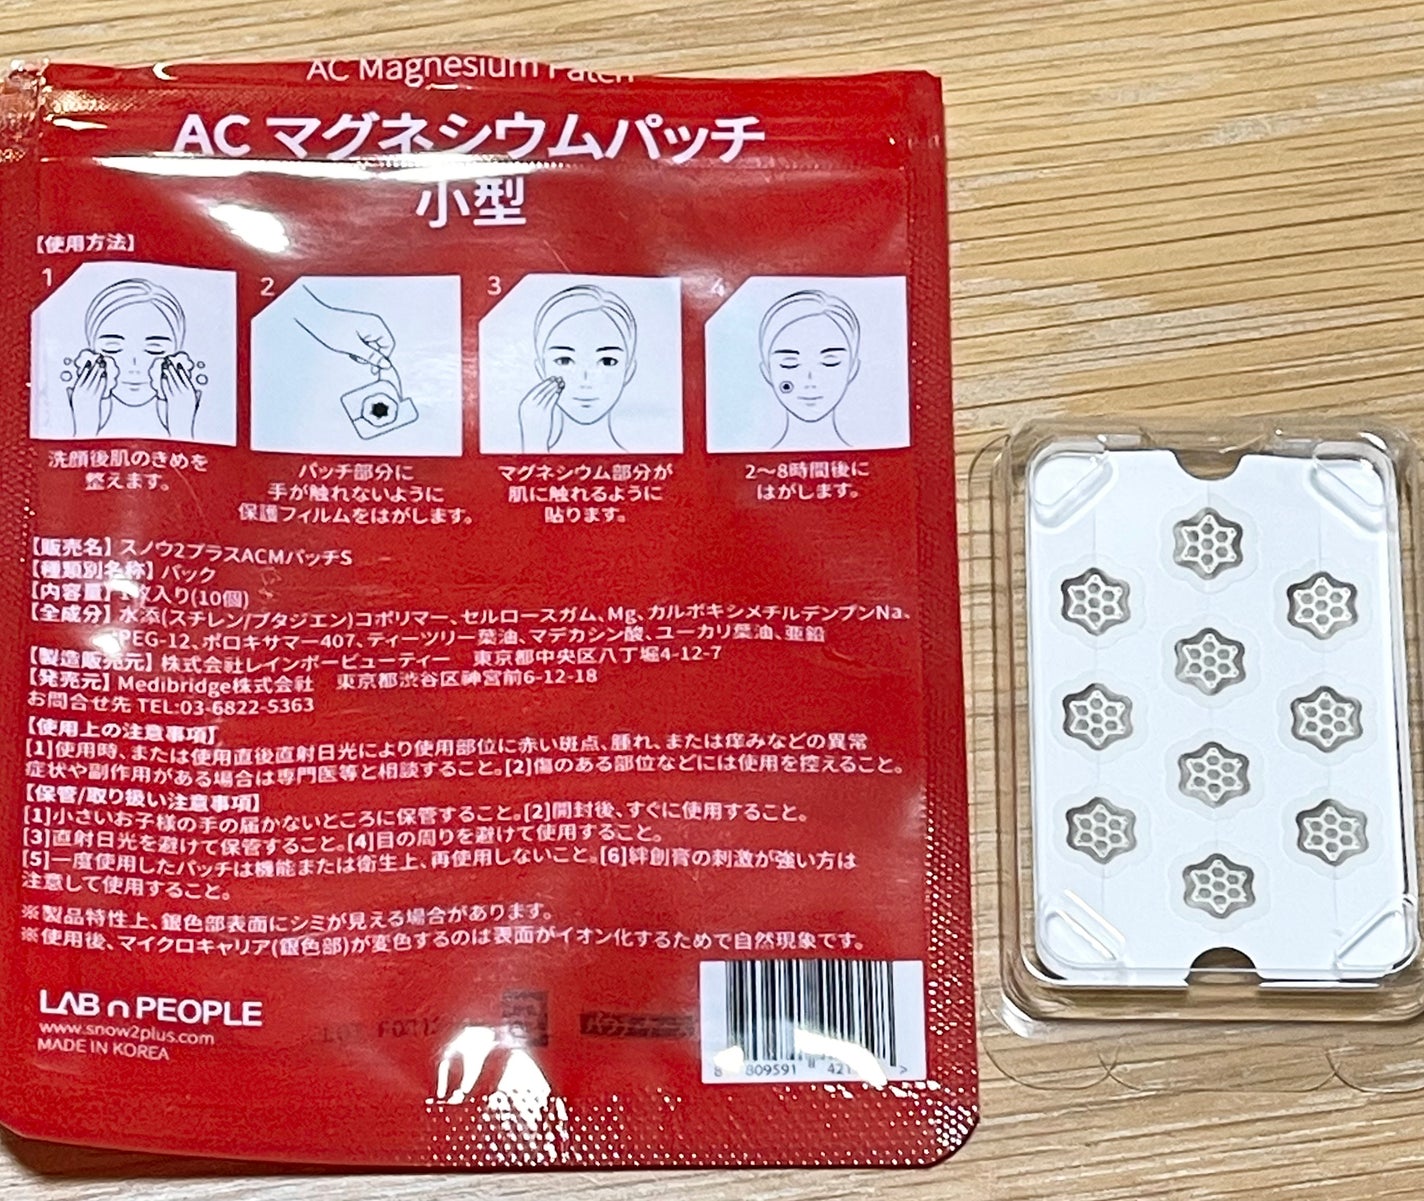 AC Magnesium Patch
AC マグネシウムパッチ
小型
【使用方法】
1
2
3
4
洗顔後肌のきめを
整えます。
パッチ部分に
手が触れないように
保護フィルムをはがします。
マグネシウム部分が
肌に触れるように
貼ります。
2〜8時間後に
はがします。
【販売名】スノウ2プラスACMパッチS
【種類別名称】パック
【内容量】1枚入り(10個)
【全成分】水添(スチレン/ブタジエン)コポリマー、セルロースガム、Mg、カルボキシメチルデンプンNa、
PEG-12、ポロキサマー407、ティーツリー葉油、マデカシン酸、ユーカリ葉油、亜鉛
【製造販売元】株式会社レインボービューティー 東京都中央区八丁堀4-12-7
【発売元】Medibridge株式会社 東京都渋谷区神宮前6-12-18
お問合せ先 TEL:03-6822-5363
【使用上の注意事項】
[1]使用時、または使用直後直射日光により使用部位に赤い斑点、腫れ、または痒みなどの異常
症状や副作用がある場合は専門医等と相談すること。[2]傷のある部位などには使用を控えること。
【保管/取り扱い注意事項】
[1]小さいお子様の手の届かないところに保管すること。[2]開封後、すぐに使用すること。
[3]直射日光を避けて保管すること。[4]目の周りを避けて使用すること。
[5]一度使用したパッチは機能または衛生上、再使用しないこと。[6]絆創膏の刺激が強い方は
注意して使用すること。
※製品特性上、銀色部表面にシミが見える場合があります。
※使用後、マイクロキャリア(銀色部)が変色するのは表面がイオン化するためで自然現象です。
LAB n PEOPLE
www.snow2plus.com
MADE IN KOREA
LOT
8 809591 8 421 >